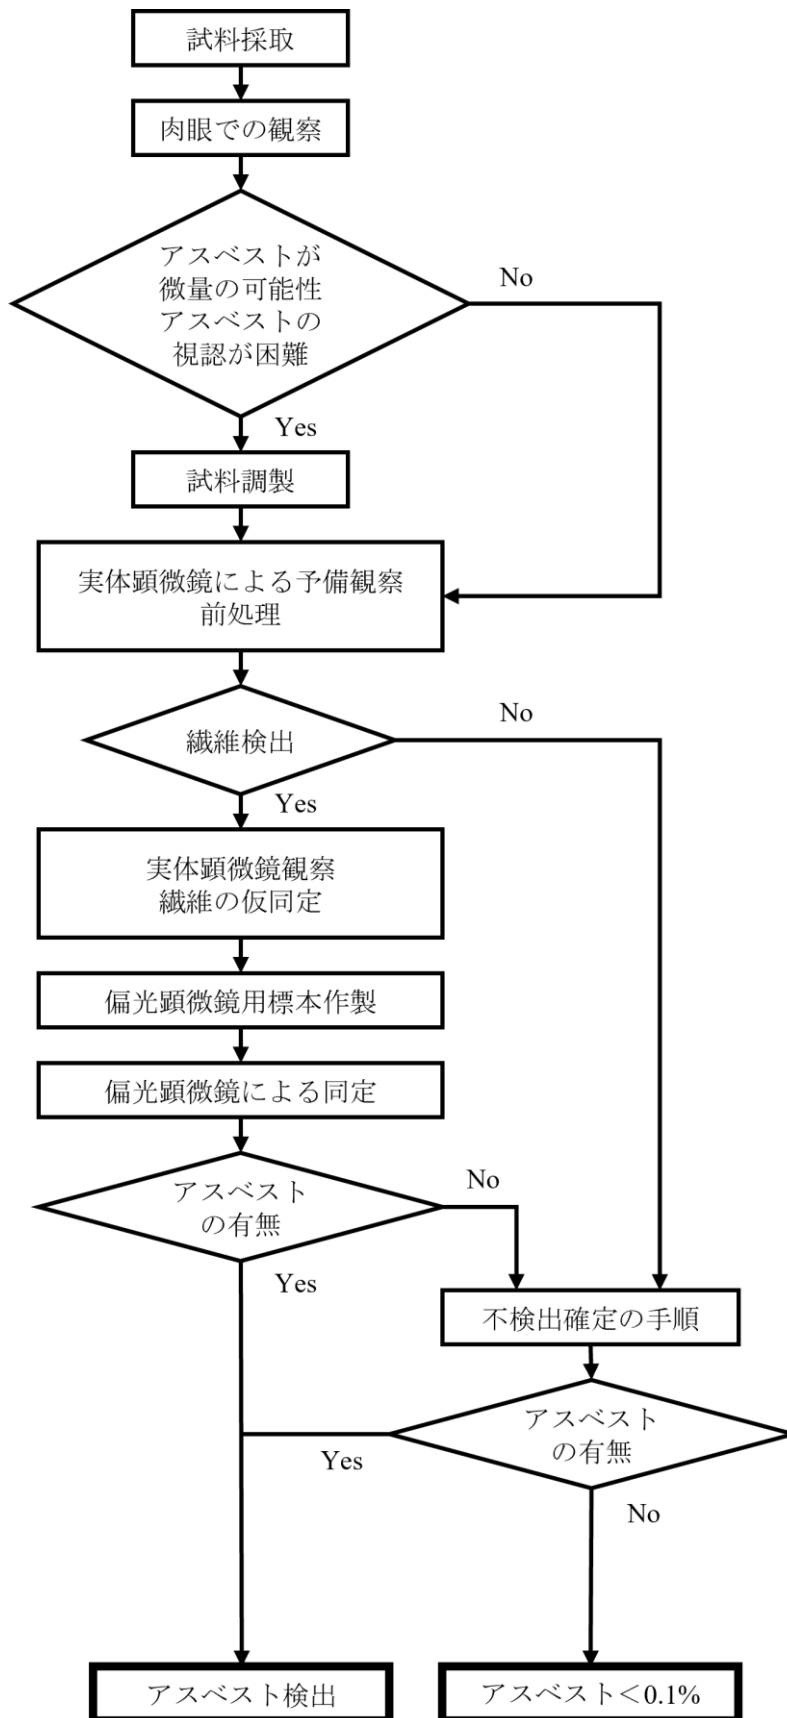 試料採取
肉眼での観察
アスベストが
微量の可能性
アスベストの
視認が困難
No
Yes
試料調製
実体顕微鏡による予備観察
前処理
繊維検出
No
Yes
実体顕微鏡観察
繊維の仮同定
偏光顕微鏡用標本作製
偏光顕微鏡による同定
アスベスト
の有無
No
Yes
不検出確定の手順
アスベスト
の有無
Yes
No
アスベスト検出
アスベスト＜0.1%